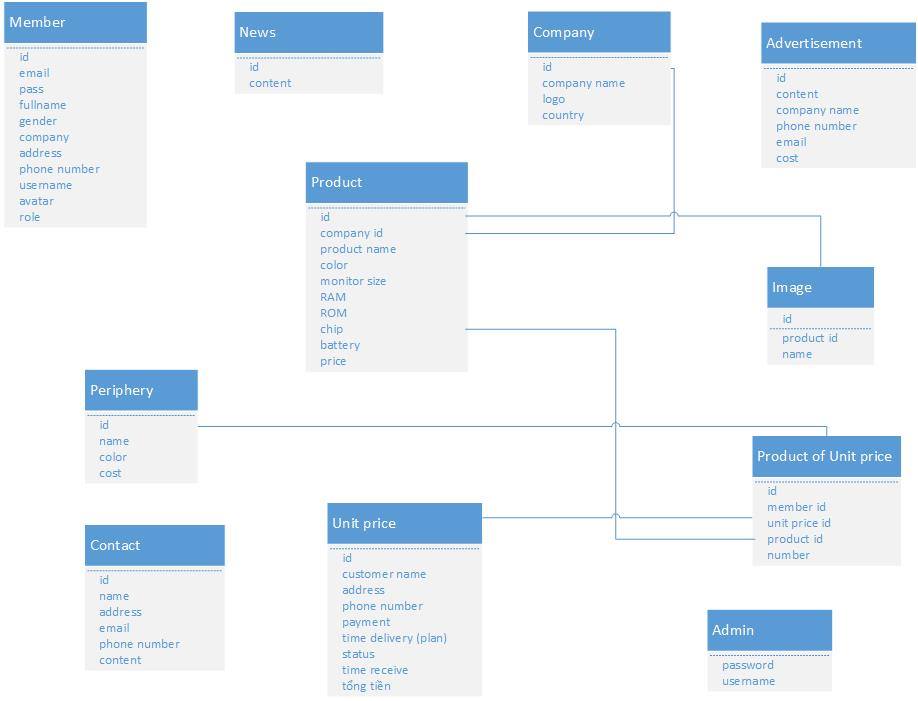 Member
id
email
pass
fullname
gender
company
address
phone number
username
avatar
role
News
id
content
Company
id
company name
logo
country
Advertisement
id
content
company name
phone number
email
cost
Product
id
company id
product name
color
monitor size
RAM
ROM
chip
battery
price
Image
id
product id
name
Periphery
id
name
color
cost
Product of Unit price
id
member id
unit price id
product id
number
Contact
id
name
address
email
phone number
content
Unit price
id
customer name
address
phone number
payment
time delivery (plan)
status
time receive
tổng tiền
Admin
password
username